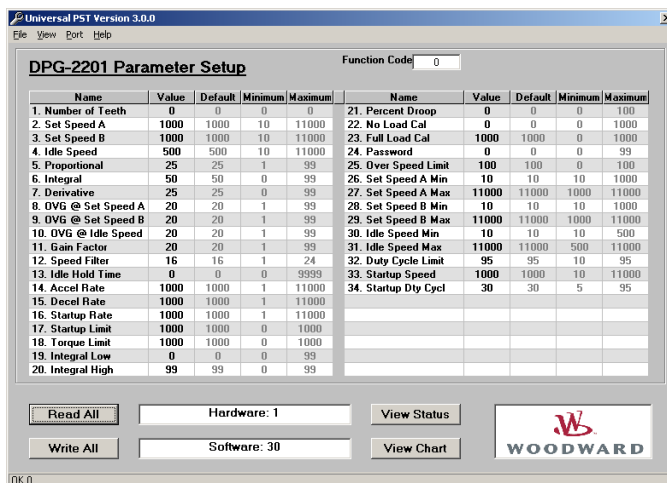 Universal PST Version 3.0.0
File View Port Help
DPG-2201 Parameter Setup
Function Code 0
Name Value Default Minimum Maximum
1. Number of Teeth 0 0 0 0
2. Set Speed A 1000 1000 10 11000
3. Set Speed B 1000 1000 10 11000
4. Idle Speed 500 500 10 11000
5. Proportional 25 25 1 99
6. Integral 50 50 0 99
7. Derivative 25 25 0 99
8. OVG @ Set Speed A 20 20 1 99
9. OVG @ Set Speed B 20 20 1 99
10. OVG @ Idle Speed 20 20 1 99
11. Gain Factor 20 20 1 99
12. Speed Filter 16 16 1 24
13. Idle Hold Time 0 0 0 9999
14. Accel Rate 1000 1000 1 11000
15. Decel Rate 1000 1000 1 11000
16. Startup Rate 1000 1000 1 11000
17. Startup Limit 1000 1000 0 1000
18. Torque Limit 1000 1000 0 1000
19. Integral Low 0 0 0 99
20. Integral High 99 99 0 99
Name Value Default Minimum Maximum
21. Percent Droop 0 0 0 100
22. No Load Cal 0 0 0 1000
23. Full Load Cal 1000 1000 0 1000
24. Password 0 0 0 99
25. Over Speed Limit 100 100 0 100
26. Set Speed A Min 10 10 10 1000
27. Set Speed A Max 11000 11000 1000 11000
28. Set Speed B Min 10 10 10 1000
29. Set Speed B Max 11000 11000 1000 11000
30. Idle Speed Min 10 10 10 500
31. Idle Speed Max 11000 11000 500 11000
32. Duty Cycle Limit 95 95 10 95
33. Startup Speed 1000 1000 10 11000
34. Startup Dty Cycl 30 30 5 95
Read All
Hardware: 1
View Status
Write All
Software: 30
View Chart
WOODWARD
OK 0